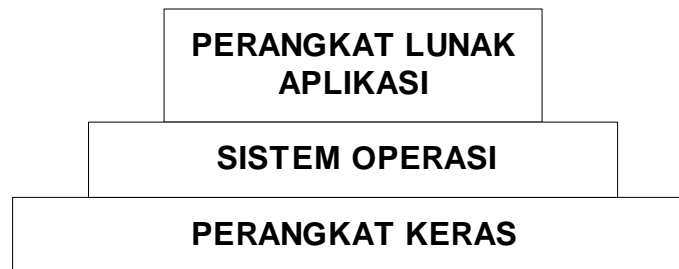 PERANGKAT LUNAK
APLIKASI
SISTEM OPERASI
PERANGKAT KERAS